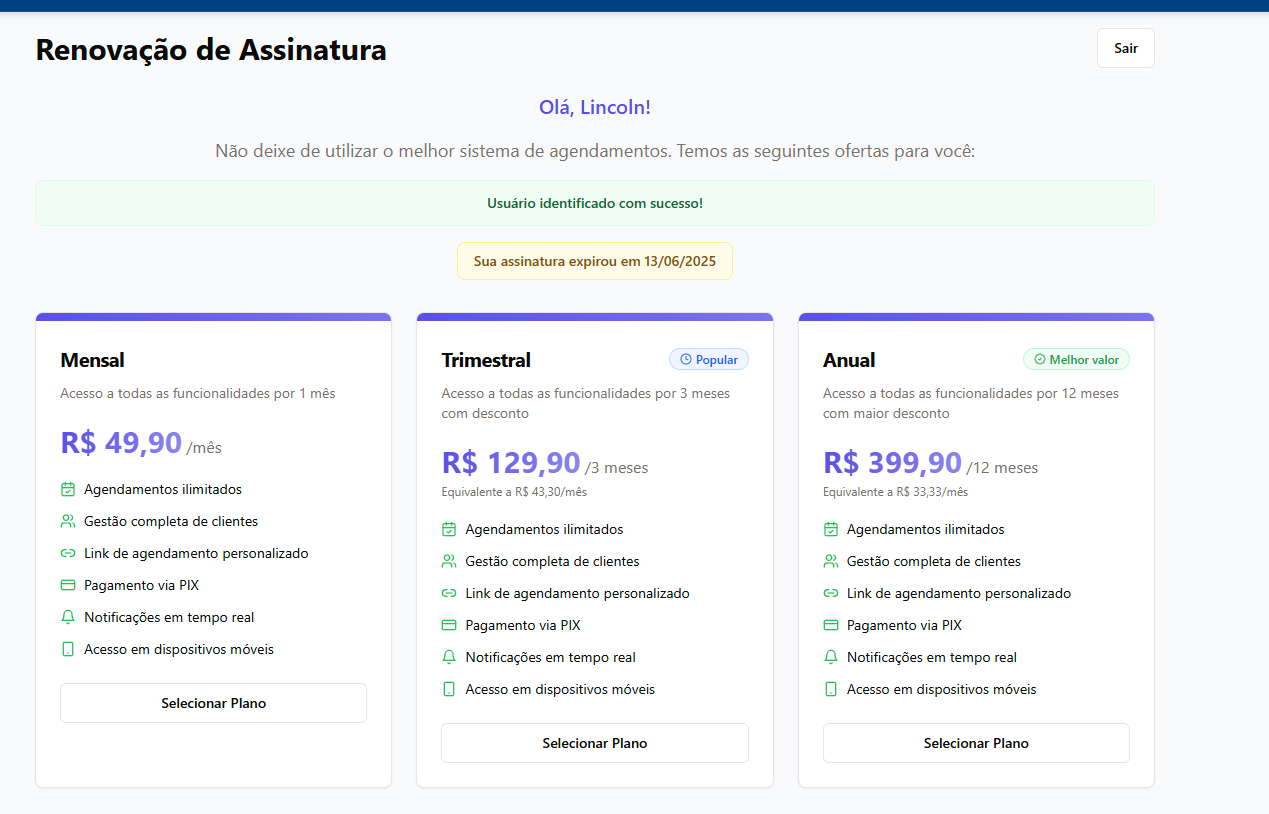 Renovação de Assinatura
Sair
Olá, Lincoln!
Não deixe de utilizar o melhor sistema de agendamentos. Temos as seguintes ofertas para você:
Usuário identificado com sucesso!
Sua assinatura expirou em 13/06/2025
Mensal
Acesso a todas as funcionalidades por 1 mês
R$ 49,90 /mês
Agendamentos ilimitados
Gestão completa de clientes
Link de agendamento personalizado
Pagamento via PIX
Notificações em tempo real
Acesso em dispositivos móveis
Selecionar Plano
Trimestral
Popular
Acesso a todas as funcionalidades por 3 meses
com desconto
R$ 129,90 /3 meses
Equivalente a R$ 43,30/mês
Agendamentos ilimitados
Gestão completa de clientes
Link de agendamento personalizado
Pagamento via PIX
Notificações em tempo real
Acesso em dispositivos móveis
Selecionar Plano
Anual
Melhor valor
Acesso a todas as funcionalidades por 12 meses
com maior desconto
R$ 399,90 /12 meses
Equivalente a R$ 33,33/mês
Agendamentos ilimitados
Gestão completa de clientes
Link de agendamento personalizado
Pagamento via PIX
Notificações em tempo real
Acesso em dispositivos móveis
Selecionar Plano